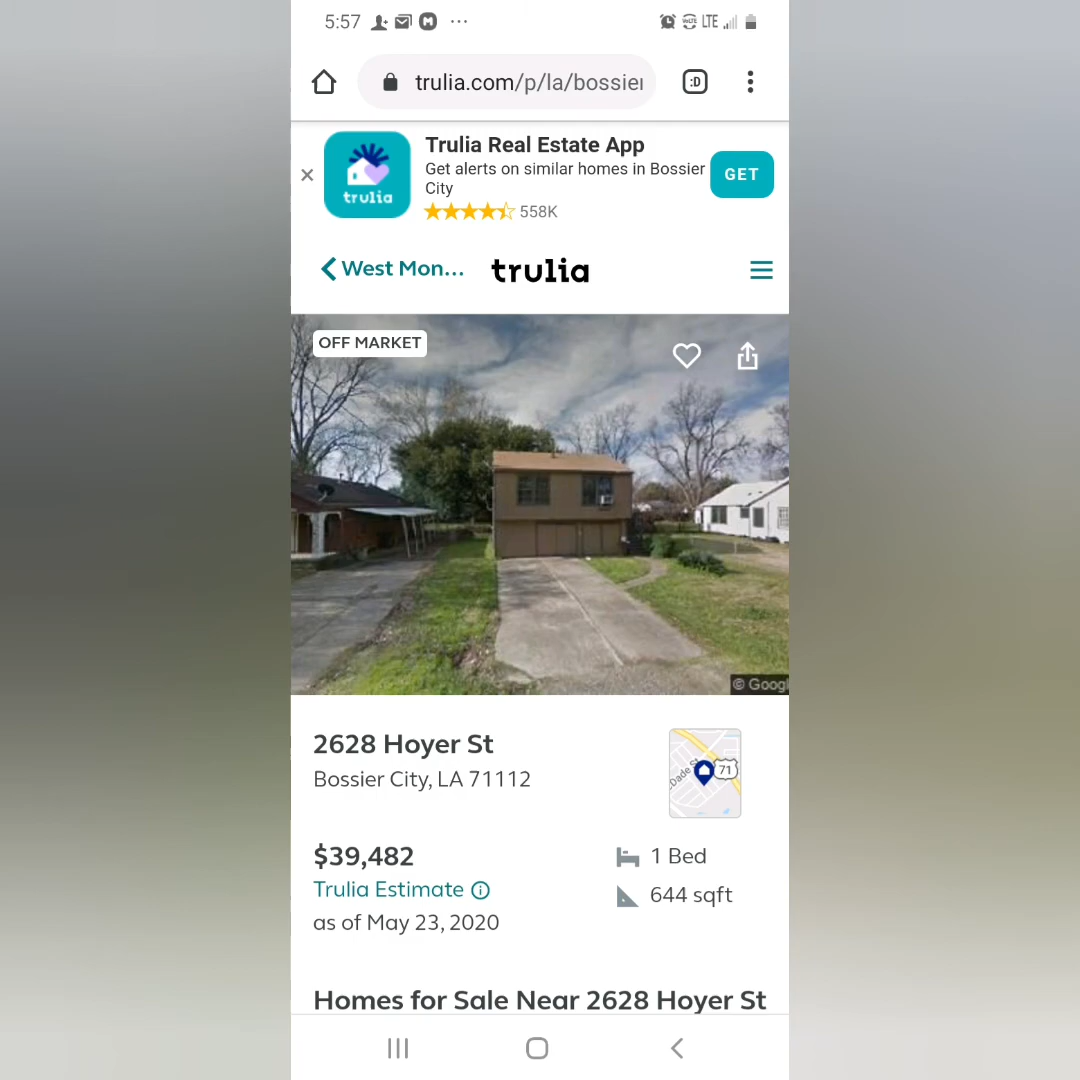 5:57
LTE
trulia.com/p/la/bossier
:D
Trulia Real Estate App
Get alerts on similar homes in Bossier
City
558K
GET
trulia
West Mon...
trulia
OFF MARKET
© Googl
2628 Hoyer St
Bossier City, LA 71112
Dade St
71
$39,482
1 Bed
Trulia Estimate
644 sqft
as of May 23, 2020
Homes for Sale Near 2628 Hoyer St